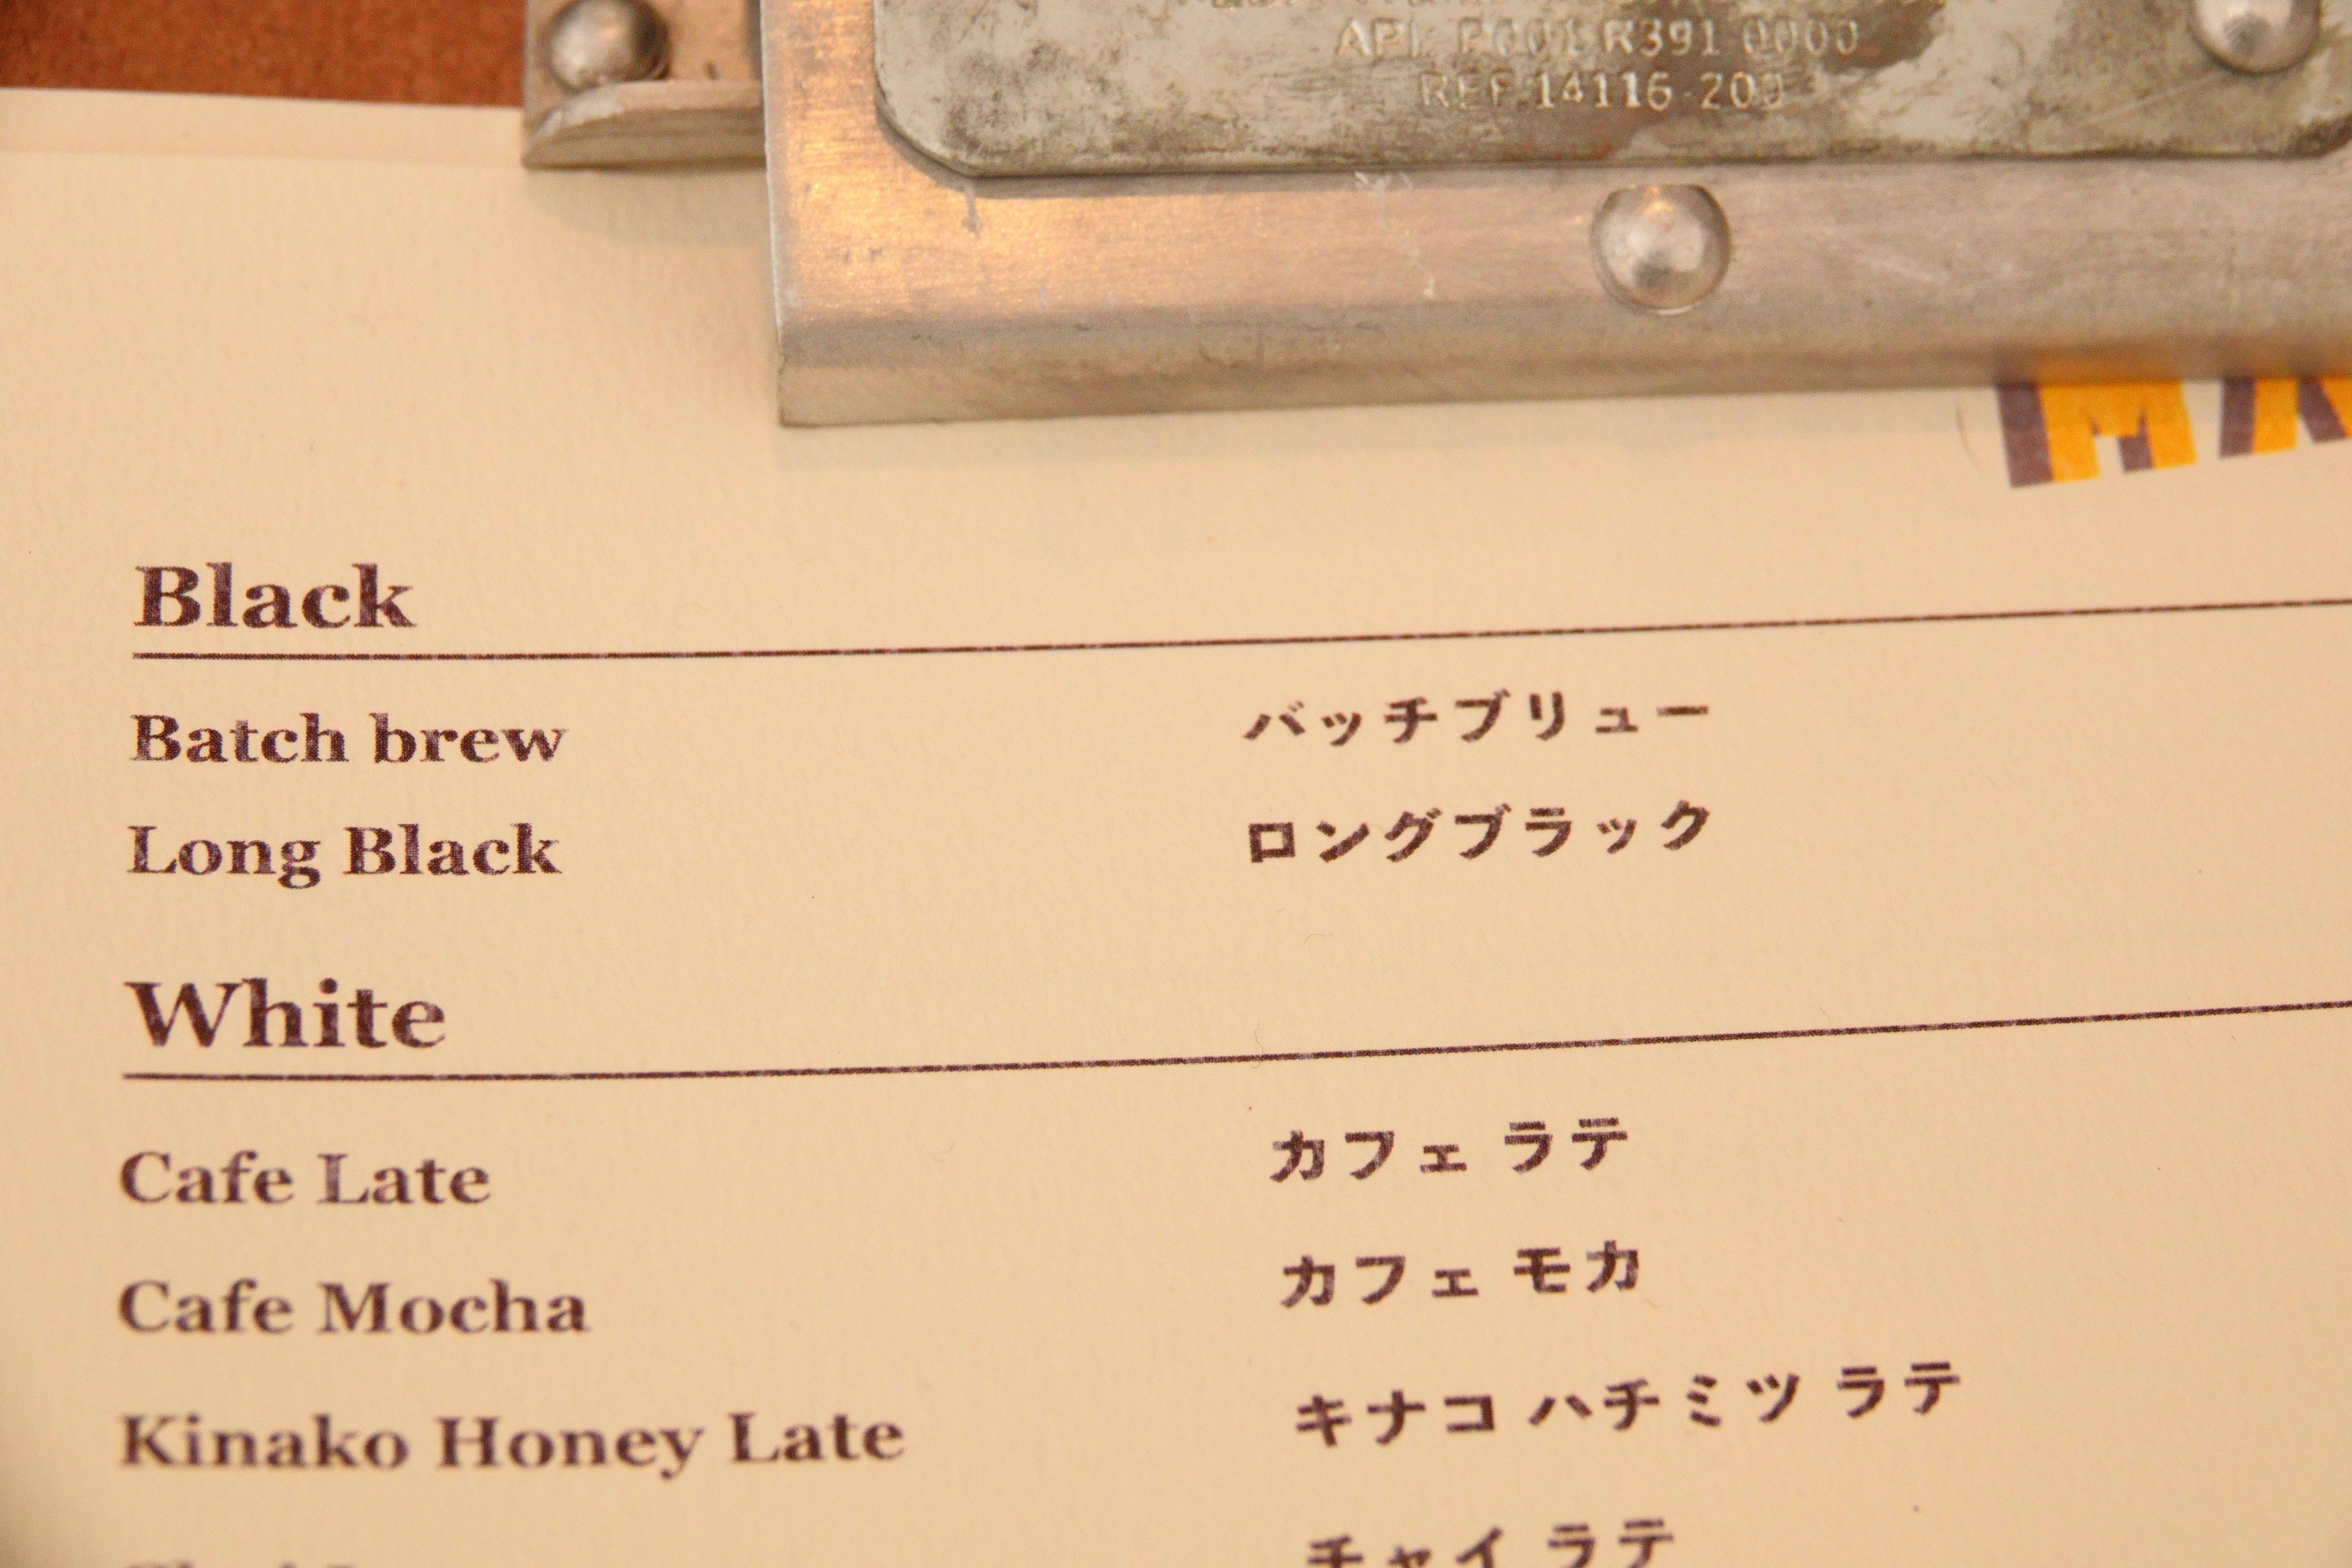 API. P001 R391 0000
REF.14116-200
Black
Batch brew バッチブリュー
Long Black ロングブラック
White
Cafe Late カフェ ラテ
Cafe Mocha カフェ モカ
Kinako Honey Late キナコ ハチミツ ラテ
チャイ ラテ